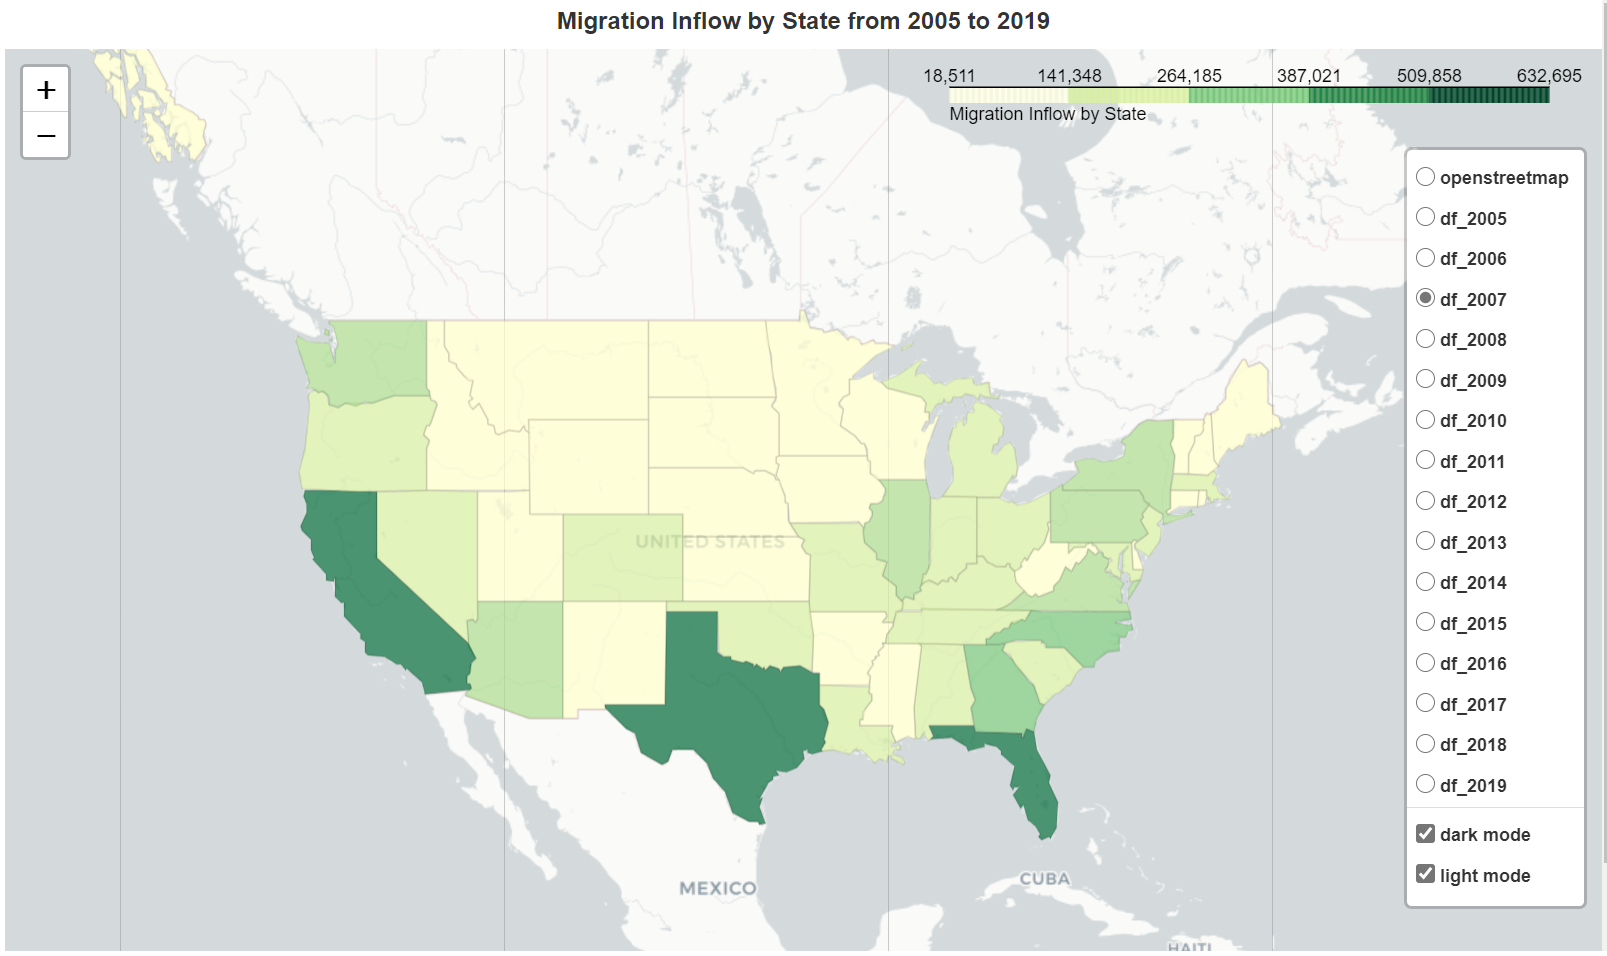 Migration Inflow by State from 2005 to 2019
+
−
18,511 141,348 264,185 387,021 509,858 632,695
Migration Inflow by State
openstreetmap
df_2005
df_2006
df_2007
df_2008
df_2009
df_2010
df_2011
df_2012
df_2013
df_2014
df_2015
df_2016
df_2017
df_2018
df_2019
dark mode
light mode
UNITED STATES
MEXICO
CUBA
HAITI